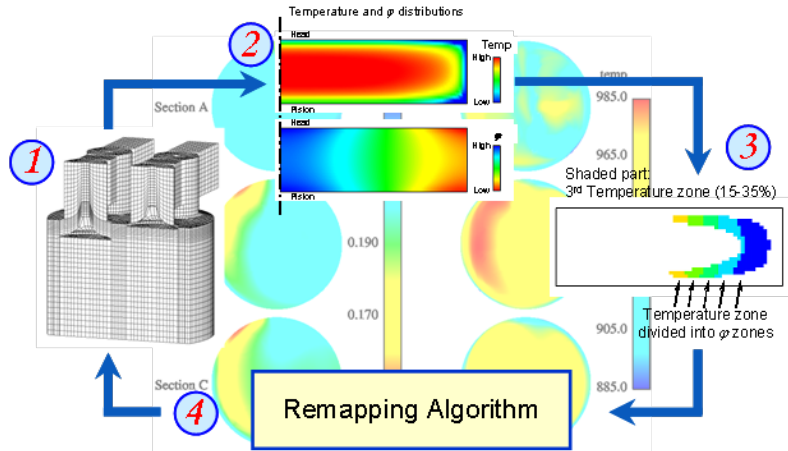 Temperature and φ distributions
1
2
Head
Temp
High
Low
Piston
Head
φ
High
Low
Piston
Section A
temp
985.0
965.0
3
Shaded part:
3rd Temperature zone (15-35%)
0.190
0.170
Temperature zone
divided into φ zones
905.0
885.0
Section C
4
Remapping Algorithm